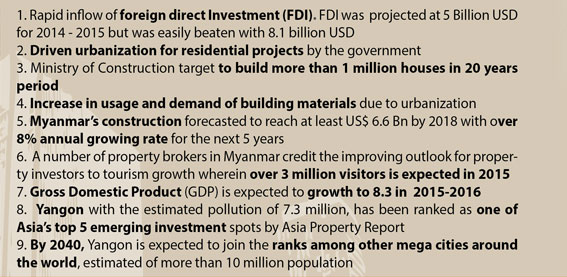 1. Rapid inflow of foreign direct Investment (FDI). FDI was projected at 5 Billion USD
for 2014 - 2015 but was easily beaten with 8.1 billion USD
2. Driven urbanization for residential projects by the government
3. Ministry of Construction target to build more than 1 million houses in 20 years
period
4. Increase in usage and demand of building materials due to urbanization
5. Myanmar's construction forecasted to reach at least US$ 6.6 Bn by 2018 with over
8% annual growing rate for the next 5 years
6. A number of property brokers in Myanmar credit the improving outlook for proper-
ty investors to tourism growth wherein over 3 million visitors is expected in 2015
7. Gross Domestic Product (GDP) is expected to growth to 8.3 in 2015-2016
8. Yangon with the estimated pollution of 7.3 million, has been ranked as one of
Asia's top 5 emerging investment spots by Asia Property Report
9. By 2040, Yangon is expected to join the ranks among other mega cities around
the world, estimated of more than 10 million population